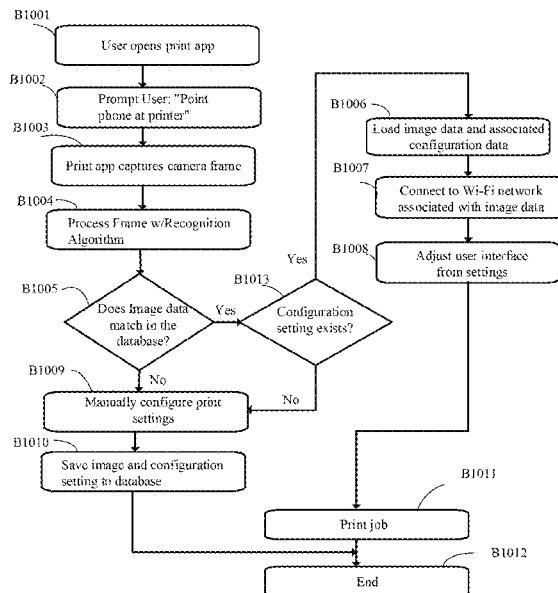 B1001
User opens print app
B1002
Prompt User: "Point
phone at printer"
B1003
Print app captures camera frame
B1004
Process Frame w/Recognition
Algorithm
B1005
Does Image data
match in the
database?
Yes
No
B1013
Configuration
setting exists?
Yes
No
B1006
Load image data and associated
configuration data
B1007
Connect to Wi-Fi network
associated with image data
B1008
Adjust user interface
from settings
B1009
Manually configure print
settings
B1010
Save image and configuration
setting to database
B1011
Print job
B1012
End